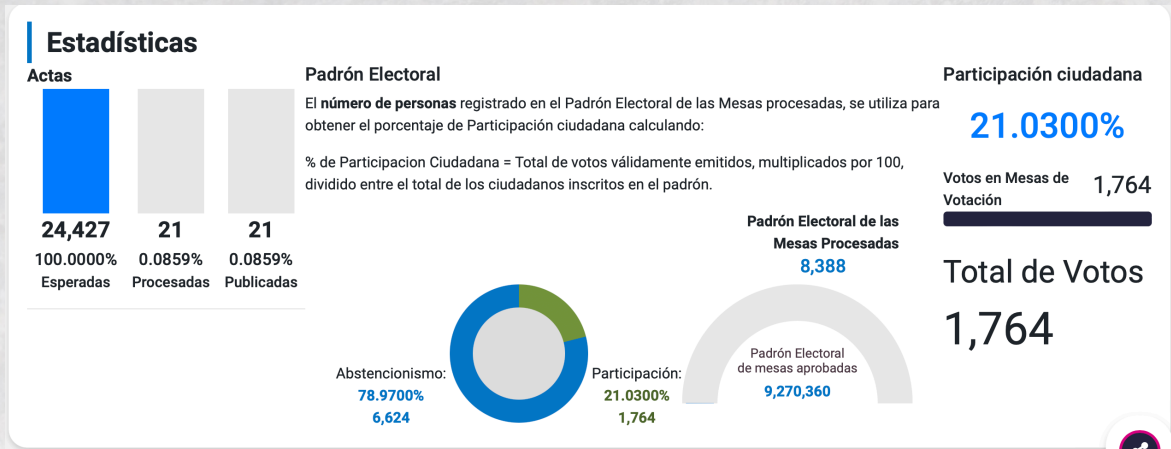 Estadísticas
Actas
24,427
100.0000%
Esperadas
21
0.0859%
Procesadas
21
0.0859%
Publicadas
Padrón Electoral
El número de personas registrado en el Padrón Electoral de las Mesas procesadas, se utiliza para
obtener el porcentaje de Participación ciudadana calculando:
% de Participacion Ciudadana = Total de votos válidamente emitidos, multiplicados por 100,
dividido entre el total de los ciudadanos inscritos en el padrón.
Abstencionismo:
78.9700%
6,624
Participación:
21.0300%
1,764
Padrón Electoral de las
Mesas Procesadas
8,388
Padrón Electoral
de mesas aprobadas
9,270,360
Participación ciudadana
21.0300%
Votos en Mesas de
Votación
1,764
Total de Votos
1,764